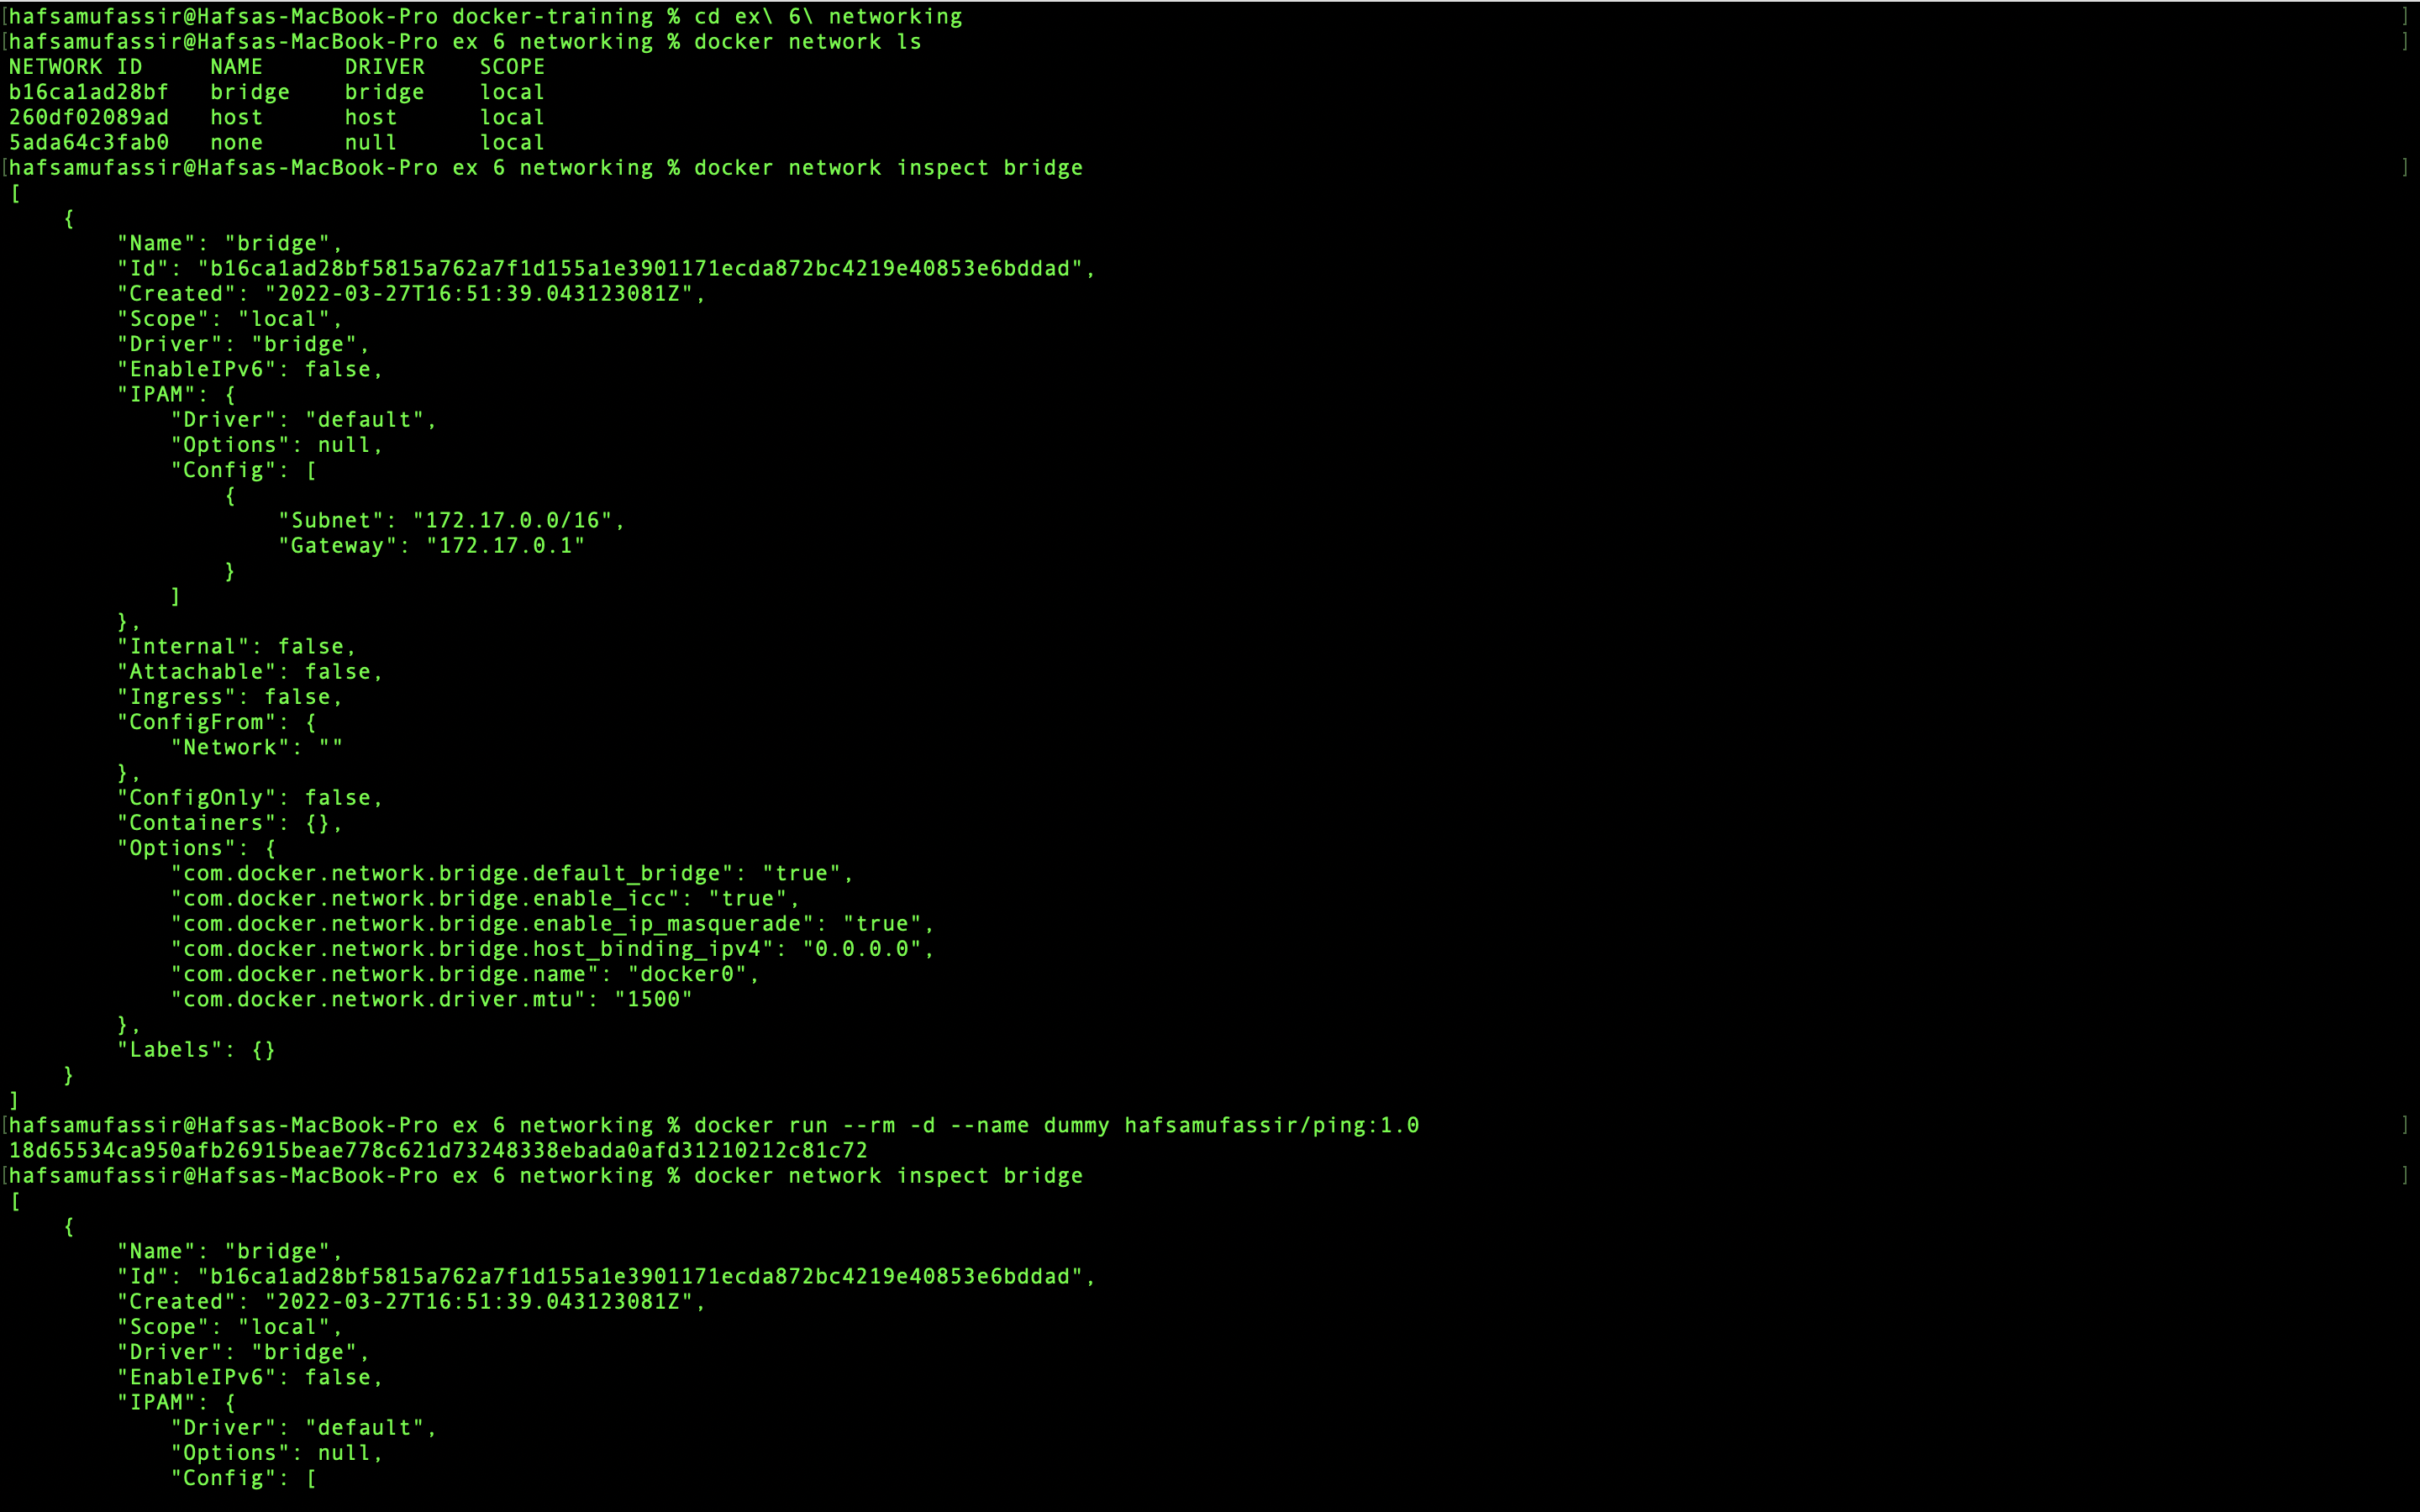 [hafsamufassir@Hafsas-MacBook-Pro docker-training % cd ex\ 6\ networking ]
[hafsamufassir@Hafsas-MacBook-Pro ex 6 networking % docker network ls ]
NETWORK ID     NAME      DRIVER    SCOPE
b16ca1ad28bf   bridge    bridge    local
260df02089ad   host      host      local
5ada64c3fab0   none      null      local
[hafsamufassir@Hafsas-MacBook-Pro ex 6 networking % docker network inspect bridge ]
[
    {
        "Name": "bridge",
        "Id": "b16ca1ad28bf5815a762a7f1d155a1e3901171ecda872bc4219e40853e6bddad",
        "Created": "2022-03-27T16:51:39.043123081Z",
        "Scope": "local",
        "Driver": "bridge",
        "EnableIPv6": false,
        "IPAM": {
            "Driver": "default",
            "Options": null,
            "Config": [
                {
                    "Subnet": "172.17.0.0/16",
                    "Gateway": "172.17.0.1"
                }
            ]
        },
        "Internal": false,
        "Attachable": false,
        "Ingress": false,
        "ConfigFrom": {
            "Network": ""
        },
        "ConfigOnly": false,
        "Containers": {},
        "Options": {
            "com.docker.network.bridge.default_bridge": "true",
            "com.docker.network.bridge.enable_icc": "true",
            "com.docker.network.bridge.enable_ip_masquerade": "true",
            "com.docker.network.bridge.host_binding_ipv4": "0.0.0.0",
            "com.docker.network.bridge.name": "docker0",
            "com.docker.network.driver.mtu": "1500"
        },
        "Labels": {}
    }
]
[hafsamufassir@Hafsas-MacBook-Pro ex 6 networking % docker run --rm -d --name dummy hafsamufassir/ping:1.0 ]
18d65534ca950afb26915beae778c621d73248338ebada0afd31210212c81c72
[hafsamufassir@Hafsas-MacBook-Pro ex 6 networking % docker network inspect bridge ]
[
    {
        "Name": "bridge",
        "Id": "b16ca1ad28bf5815a762a7f1d155a1e3901171ecda872bc4219e40853e6bddad",
        "Created": "2022-03-27T16:51:39.043123081Z",
        "Scope": "local",
        "Driver": "bridge",
        "EnableIPv6": false,
        "IPAM": {
            "Driver": "default",
            "Options": null,
            "Config": [